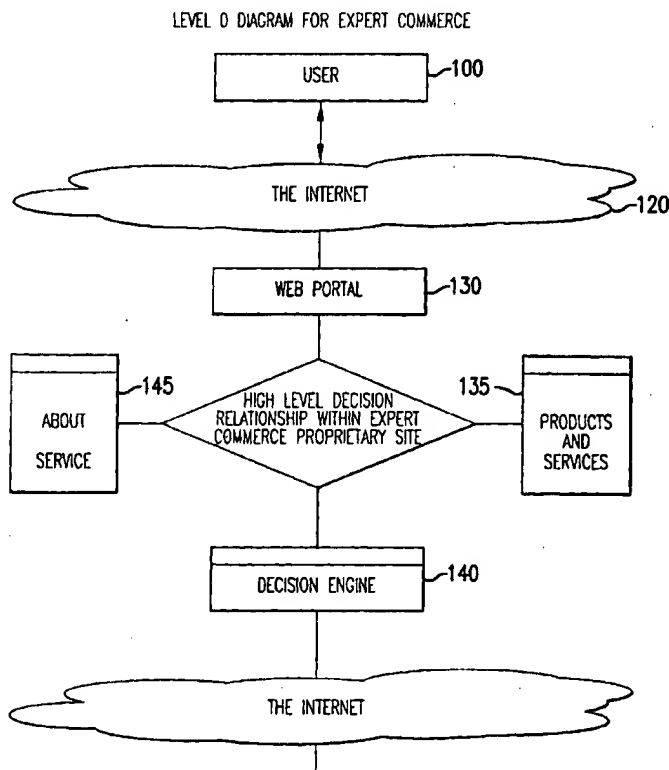 LEVEL 0 DIAGRAM FOR EXPERT COMMERCE
USER
100
THE INTERNET
120
WEB PORTAL
130
145
ABOUT
SERVICE
HIGH LEVEL DECISION
RELATIONSHIP WITHIN EXPERT
COMMERCE PROPRIETARY SITE
135
PRODUCTS
AND
SERVICES
DECISION ENGINE
140
THE INTERNET